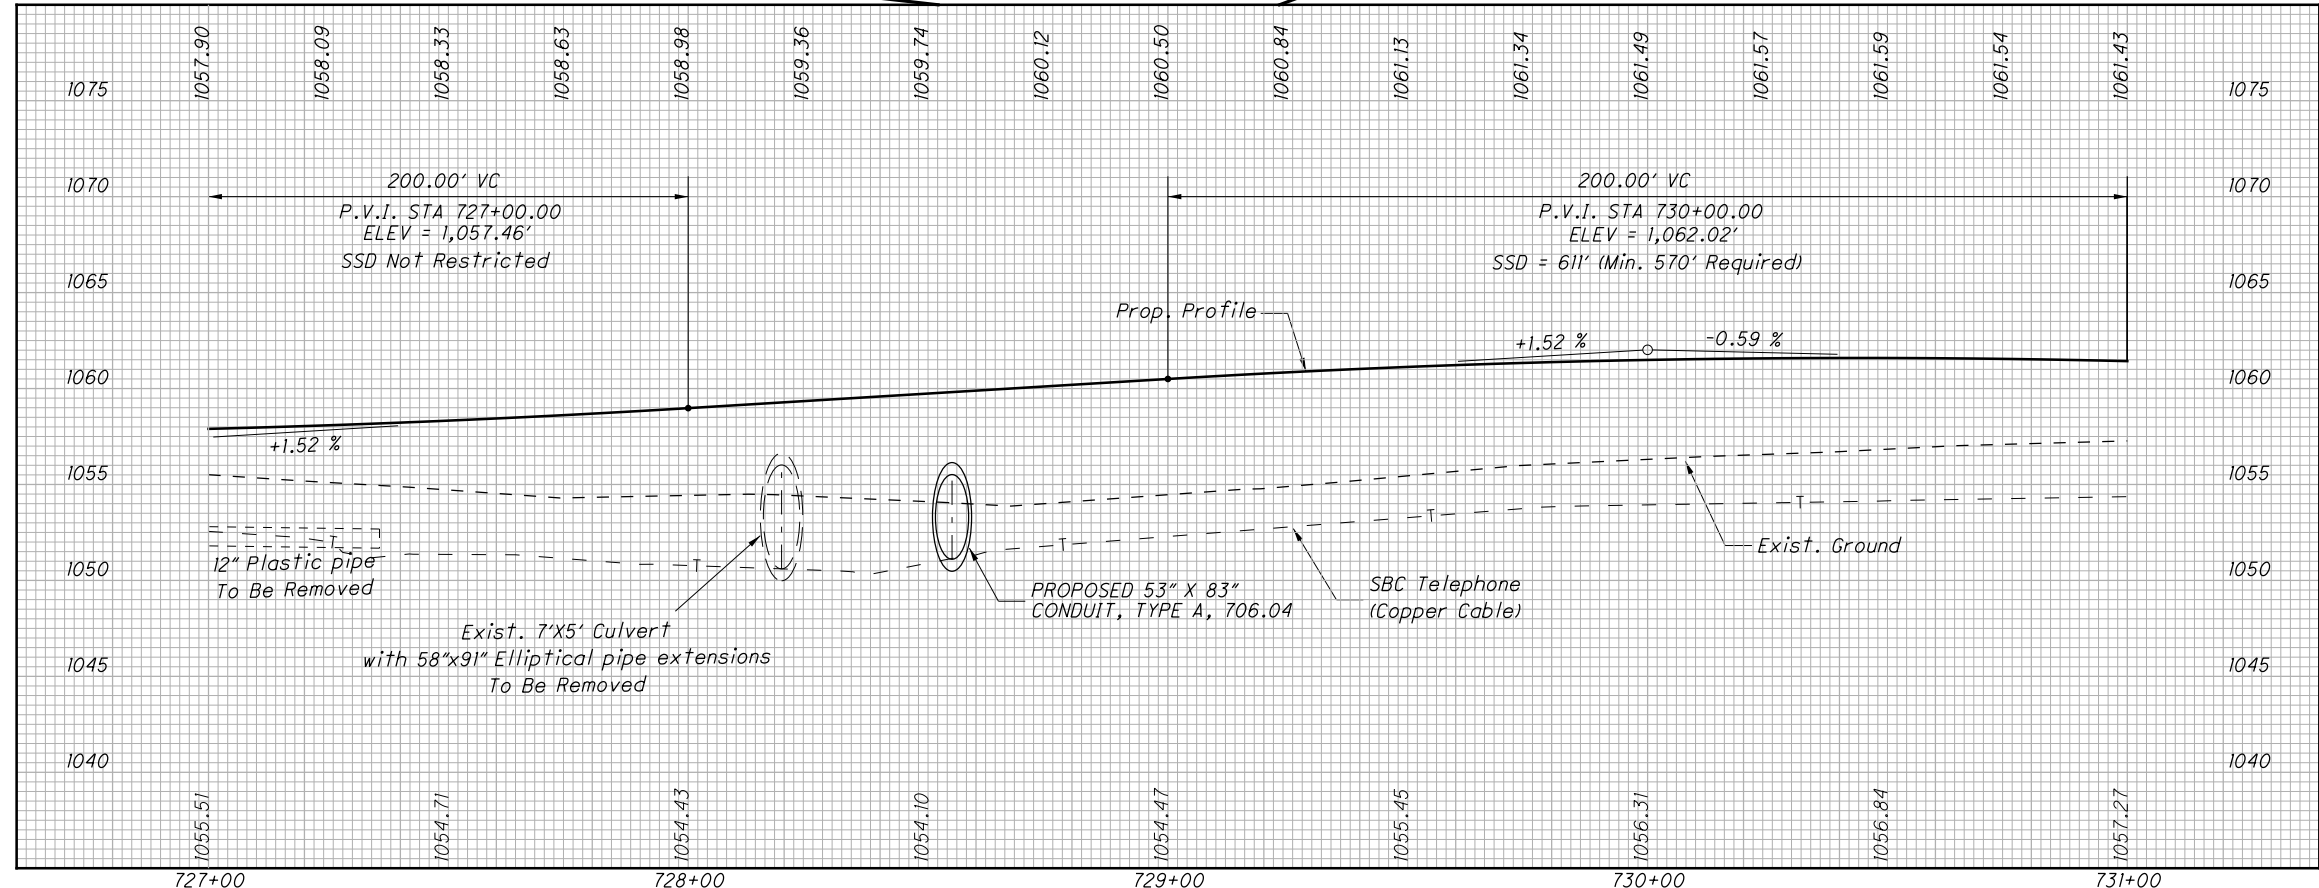 1057.90 1058.09 1058.33 1058.63 1058.98 1059.36 1059.74 1060.12 1060.50 1060.84 1061.13 1061.34 1061.49 1061.57 1061.59 1061.54 1061.43
1075 1075
1070 1070
200.00' VC
P.V.I. STA 727+00.00
ELEV = 1,057.46'
SSD Not Restricted
200.00' VC
P.V.I. STA 730+00.00
ELEV = 1,062.02'
SSD = 611' (Min. 570' Required)
1065 1065
Prop. Profile
+1.52 % -0.59 %
1060 1060
+1.52 %
1055 1055
T T T T T
Exist. Ground
1050 1050
12" Plastic pipe
To Be Removed
PROPOSED 53" X 83"
CONDUIT, TYPE A, 706.04
SBC Telephone
(Copper Cable)
Exist. 7'X5' Culvert
with 58"x91" Elliptical pipe extensions
To Be Removed
1045 1045
1040 1040
1055.51 1054.71 1054.43 1054.10 1054.47 1055.45 1056.31 1056.84 1057.27
727+00 728+00 729+00 730+00 731+00